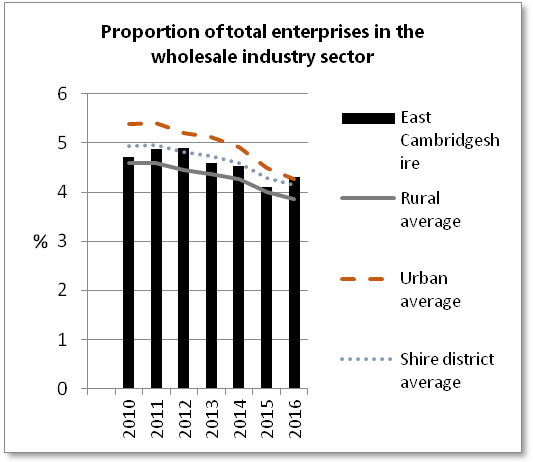 Proportion of total enterprises in the
wholesale industry sector
6
5
4
3
2
1
0
%
2010
2011
2012
2013
2014
2015
2016
East
Cambridgesh
ire
Rural
average
Urban
average
Shire district
average